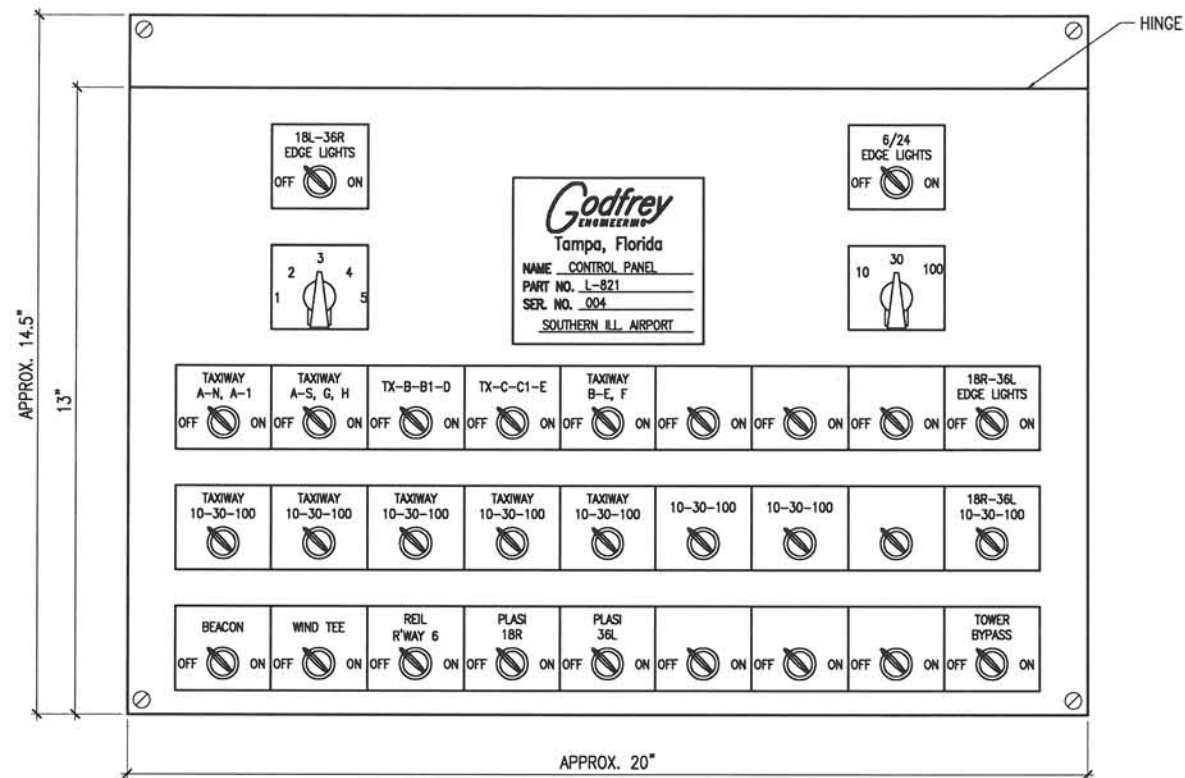 HINGE
18L-36R
EDGE LIGHTS
OFF ON
6/24
EDGE LIGHTS
OFF ON
Godfrey
ENGINEERING
Tampa, Florida
NAME CONTROL PANEL
PART NO. L-821
SER. NO. 004
SOUTHERN ILL. AIRPORT
1 2 3 4 5
10 30 100
APPROX. 14.5"
13"
TAXIWAY
A-N, A-1
OFF ON
TAXIWAY
A-S, G, H
OFF ON
TX-B-B1-D
OFF ON
TX-C-C1-E
OFF ON
TAXIWAY
B-E, F
OFF ON
OFF ON
OFF ON
OFF ON
18R-36L
EDGE LIGHTS
OFF ON
TAXIWAY
10-30-100
TAXIWAY
10-30-100
TAXIWAY
10-30-100
TAXIWAY
10-30-100
TAXIWAY
10-30-100
10-30-100
10-30-100
18R-36L
10-30-100
BEACON
OFF ON
WIND TEE
OFF ON
REIL
R'WAY 6
OFF ON
PLASI
18R
OFF ON
PLASI
36L
OFF ON
OFF ON
OFF ON
OFF ON
TOWER
BYPASS
OFF ON
APPROX. 20"